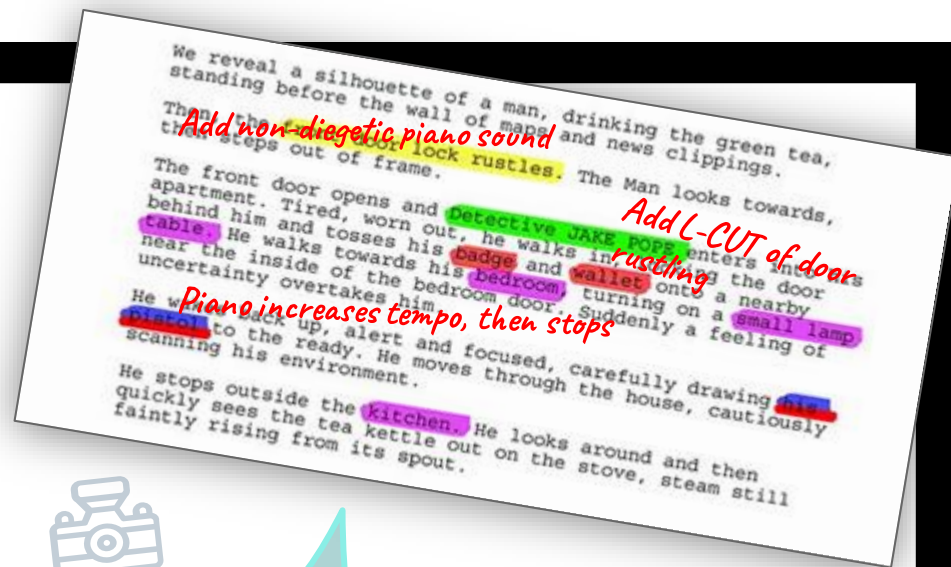 We reveal a silhouette of a man, drinking the green tea,
standing before the wall of maps and news clippings.
Add non-diegetic piano sound
Then, the door lock rustles. The Man looks towards,
then steps out of frame.
The front door opens and Detective JAKE POPE enters
Add L-CUT of door
rustling
apartment. Tired, worn out, he walks in the door
behind him and tosses his badge and wallet onto a nearby
table. He walks towards his bedroom, turning on a small lamp
near the inside of the bedroom door. Suddenly a feeling of
uncertainty overtakes him.
Piano increases tempo, then stops
He back up, alert and focused, carefully drawing his
pistol to the ready. He moves through the house, cautiously
scanning his environment.
He stops outside the kitchen. He looks around and then
quickly sees the tea kettle out on the stove, steam still
faintly rising from its spout.